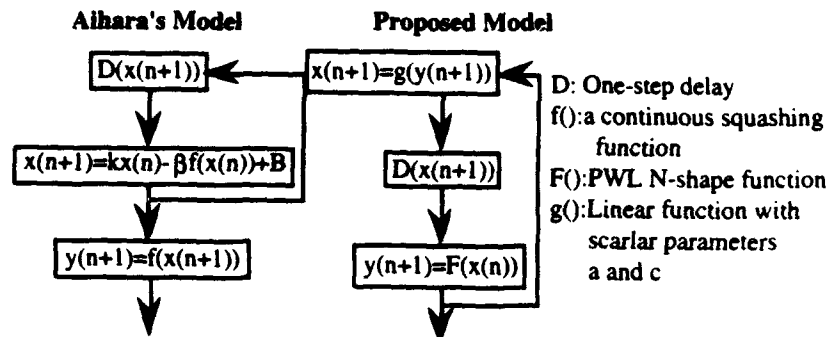 Aihara's Model
D(x(n+1))
x(n+1)=kx(n)-βf(x(n))+B
y(n+1)=f(x(n+1))
Proposed Model
x(n+1)=g(y(n+1))
D(x(n+1))
y(n+1)=F(x(n))
D: One-step delay
f():a continuous squashing
function
F():PWL N-shape function
g():Linear function with
scarlar parameters
a and c